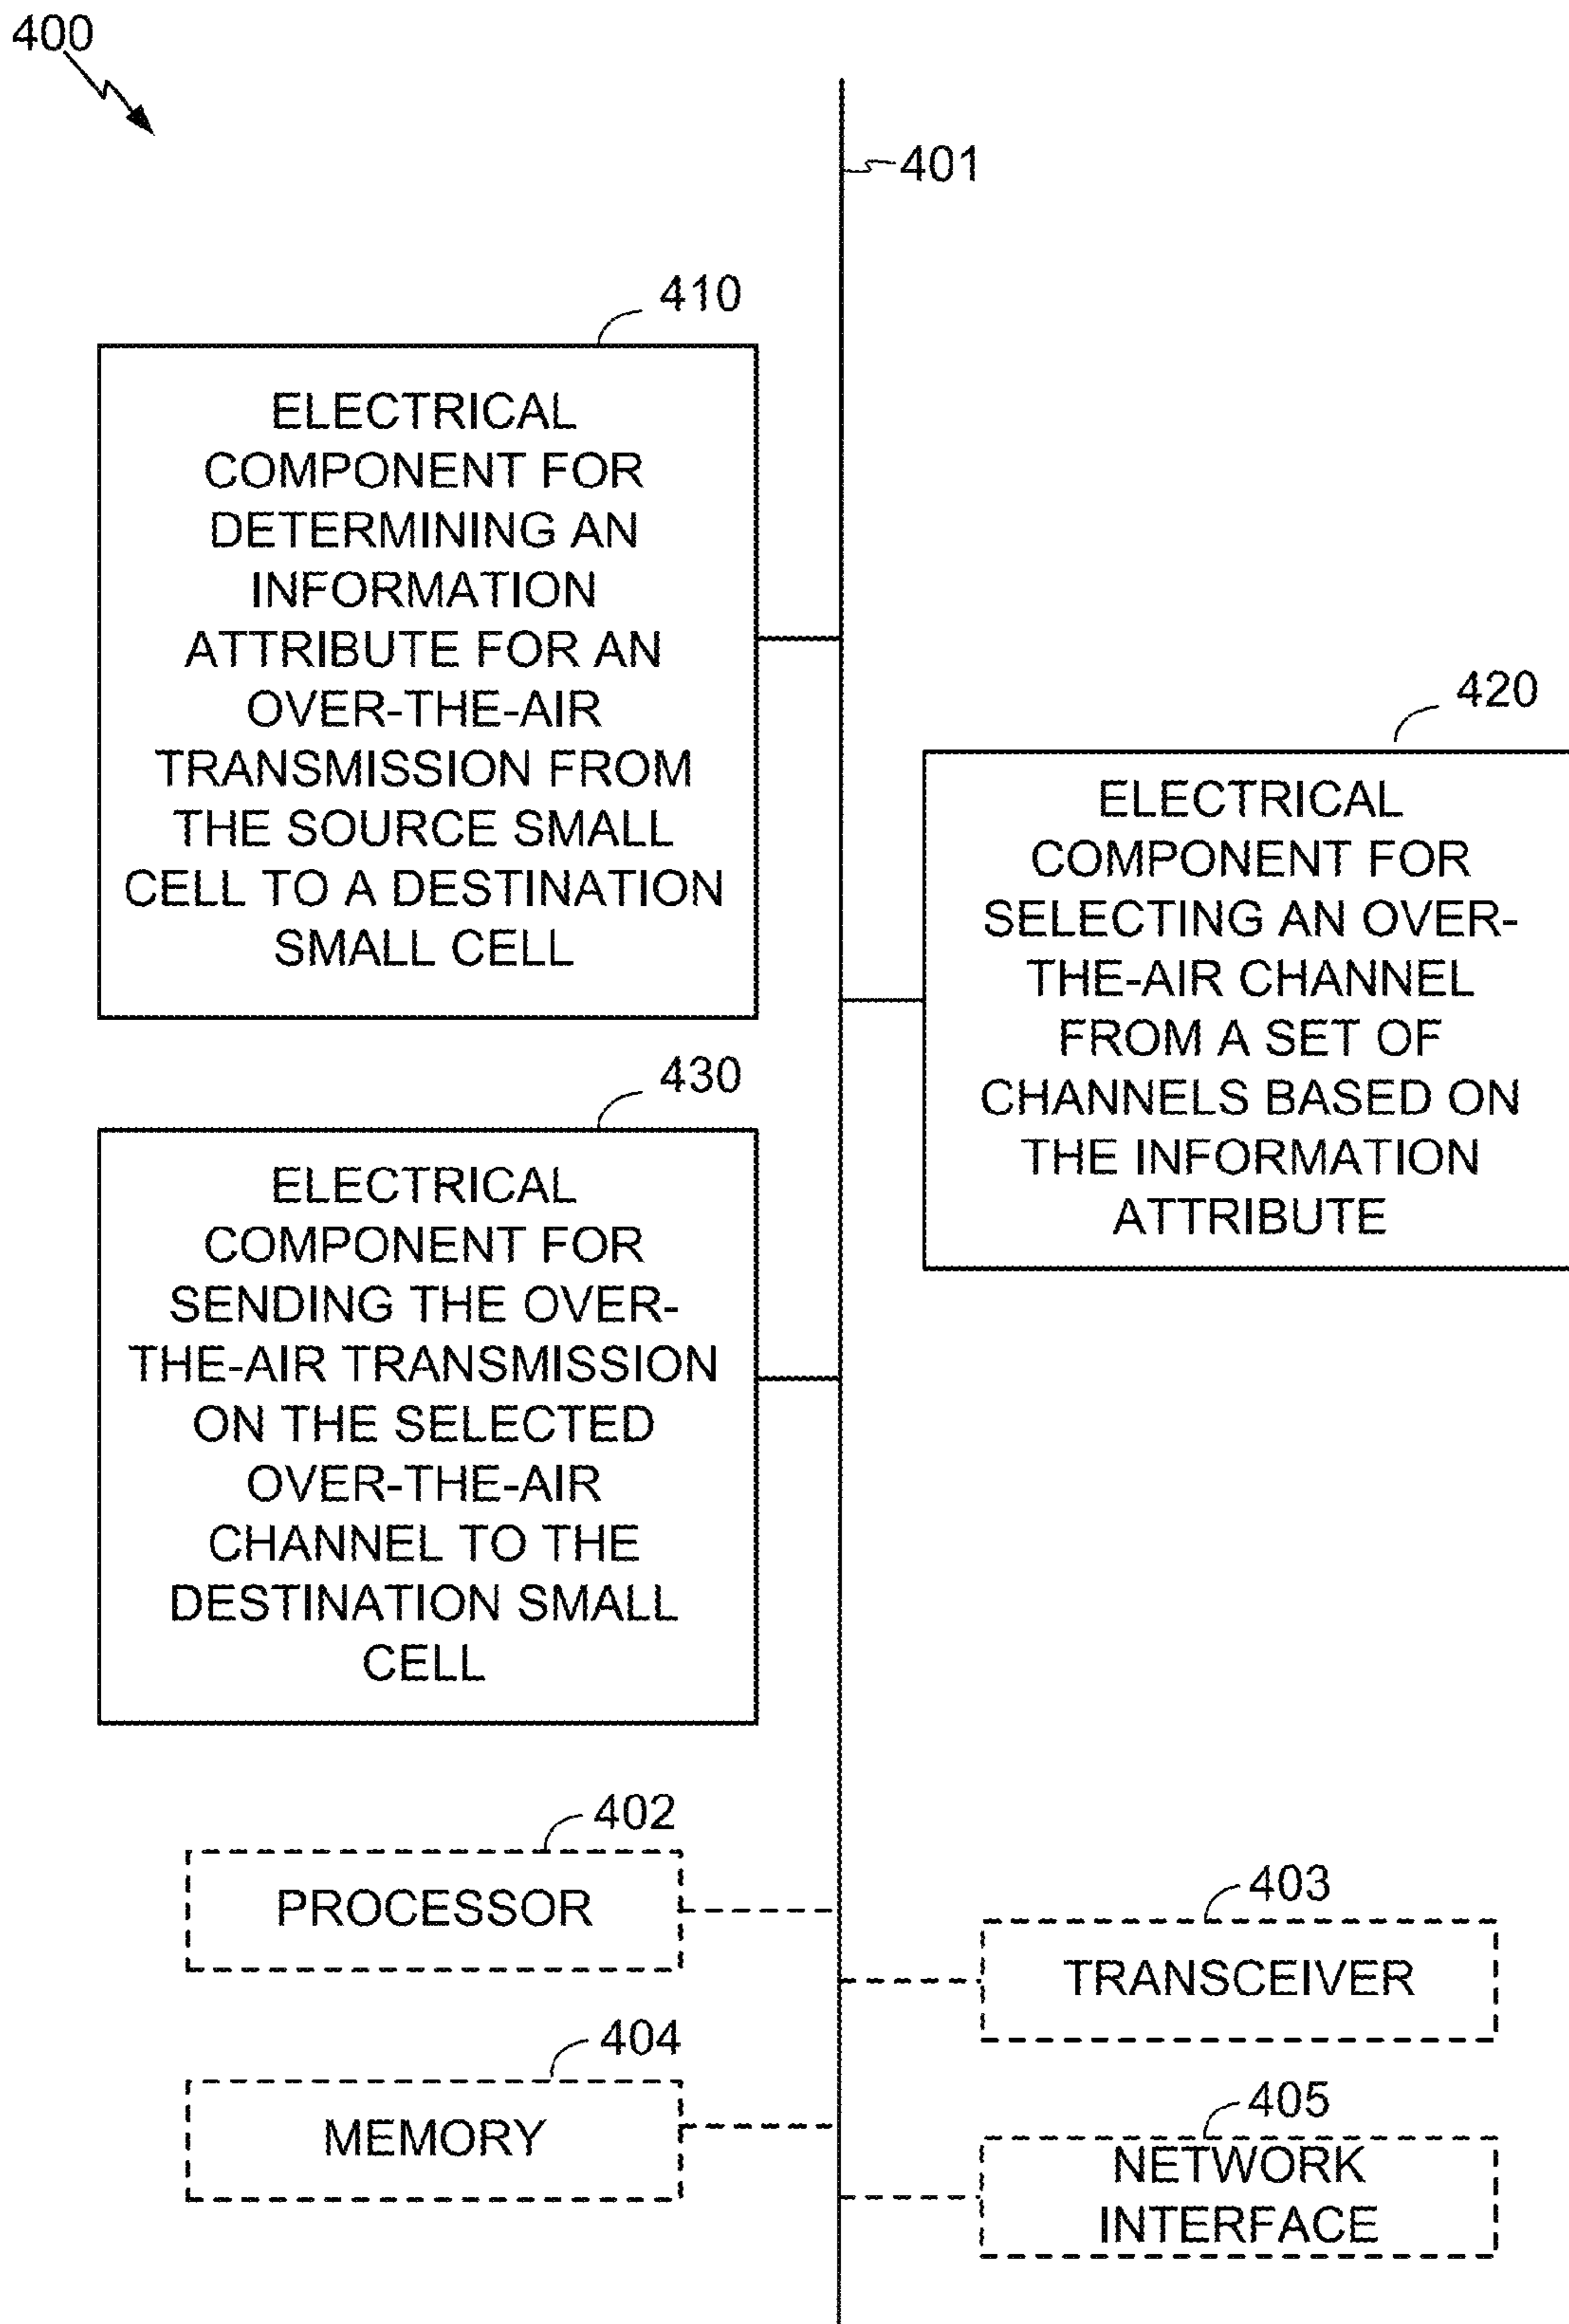 400
401
410
ELECTRICAL
COMPONENT FOR
DETERMINING AN
INFORMATION
ATTRIBUTE FOR AN
OVER-THE-AIR
TRANSMISSION FROM
THE SOURCE SMALL
CELL TO A DESTINATION
SMALL CELL
420
ELECTRICAL
COMPONENT FOR
SELECTING AN OVER-
THE-AIR CHANNEL
FROM A SET OF
CHANNELS BASED ON
THE INFORMATION
ATTRIBUTE
430
ELECTRICAL
COMPONENT FOR
SENDING THE OVER-
THE-AIR TRANSMISSION
ON THE SELECTED
OVER-THE-AIR
CHANNEL TO THE
DESTINATION SMALL
CELL
402
PROCESSOR
403
TRANSCEIVER
404
MEMORY
405
NETWORK
INTERFACE